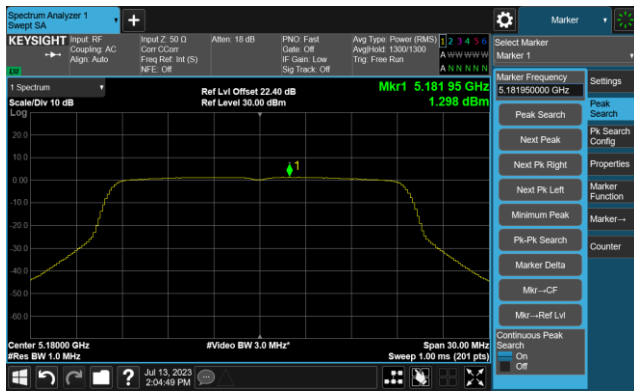 Spectrum Analyzer 1
Swept SA
+
Marker
KEYSIGHT
Input: RF
Coupling: AC
Align: Auto
Input Z: 50 Ω
Corr CCorr
Freq Ref: Int (S)
NFE: Off
Atten: 18 dB
PNO: Fast
Gate: Off
IF Gain: Low
Sig Track: Off
Avg Type: Power (RMS)
Avg|Hold: 1300/1300
Trig: Free Run
1 2 3 4 5 6
A W W W W W
A N N N N N
Select Marker
Marker 1
1 Spectrum
Scale/Div 10 dB
Log
Ref Lvl Offset 22.40 dB
Ref Level 30.00 dBm
Mkr1 5.181 95 GHz
1.298 dBm
20.0
10.0
0.00
-10.0
-20.0
-30.0
-40.0
-50.0
-60.0
1
Center 5.18000 GHz
#Res BW 1.0 MHz
#Video BW 3.0 MHz*
Span 30.00 MHz
Sweep 1.00 ms (201 pts)
Marker Frequency
5.181950000 GHz
Peak Search
Next Peak
Next Pk Right
Next Pk Left
Minimum Peak
Pk-Pk Search
Marker Delta
Mkr→CF
Mkr→Ref Lvl
Continuous Peak
Search
On
Off
Settings
Peak
Search
Pk Search
Config
Properties
Marker
Function
Marker→
Counter
?
Jul 13, 2023
2:04:49 PM